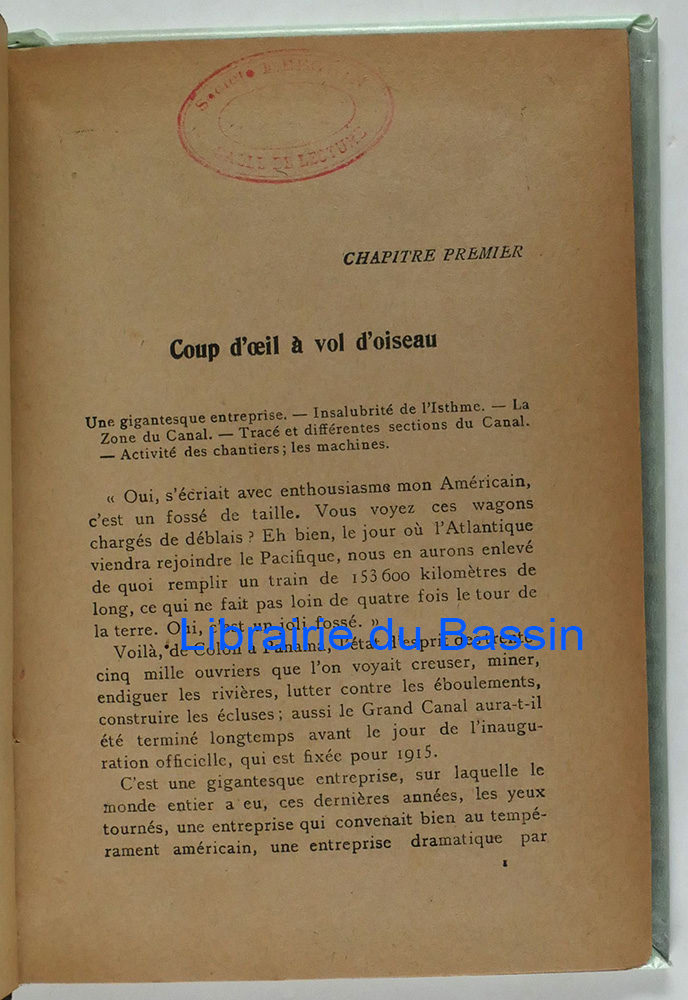 Société
SALLE DE LECTURE
CHAPITRE PREMIER
Coup d'œil à vol d'oiseau
Une gigantesque entreprise. — Insalubrité de l'Isthme. — La
Zone du Canal. — Tracé et différentes sections du Canal.
— Activité des chantiers; les machines.
« Oui, s'écriait avec enthousiasme mon Américain,
c'est un fossé de taille. Vous voyez ces wagons
chargés de déblais ? Eh bien, le jour où l'Atlantique
viendra rejoindre le Pacifique, nous en aurons enlevé
de quoi remplir un train de 153 600 kilomètres de
long, ce qui ne fait pas loin de quatre fois le tour de
la terre. Oui, c'est un joli fossé. »
Librairie du Bassin
Voilà, de Colon à Panama, l'état d'esprit des trente-
cinq mille ouvriers que l'on voyait creuser, miner,
endiguer les rivières, lutter contre les éboulements,
construire les écluses; aussi le Grand Canal aura-t-il
été terminé longtemps avant le jour de l'inaugu-
ration officielle, qui est fixée pour 1915.
C'est une gigantesque entreprise, sur laquelle le
monde entier a eu, ces dernières années, les yeux
tournés, une entreprise qui convenait bien au tempé-
rament américain, une entreprise dramatique par
1